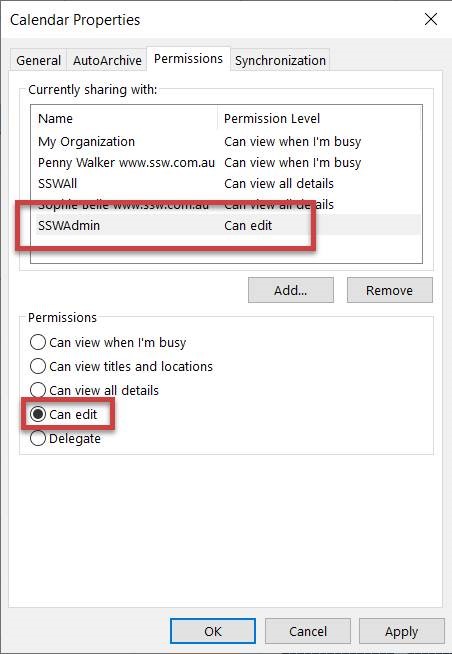 Calendar Properties
General AutoArchive Permissions Synchronization
Currently sharing with:
Name Permission Level
My Organization Can view when I'm busy
Penny Walker www.ssw.com.au Can view when I'm busy
SSWAll Can view all details
Sophie Belle www.ssw.com.au Can view all details
SSWAdmin Can edit
Add... Remove
Permissions
Can view when I'm busy
Can view titles and locations
Can view all details
Can edit
Delegate
OK Cancel Apply